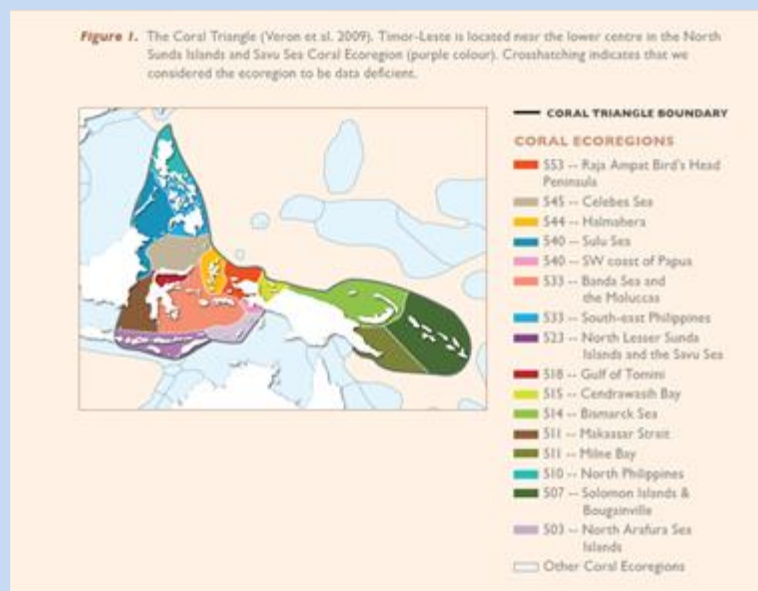 Figure 1. The Coral Triangle (Veron et al. 2009). Timor-Leste is located near the lower centre in the North
Sunda Islands and Savu Sea Coral Ecoregion (purple colour). Crosshatching indicates that we
considered the ecoregion to be data deficient.
CORAL TRIANGLE BOUNDARY
CORAL ECOREGIONS
553 -- Raja Ampat Bird's Head
Peninsula
545 -- Celebes Sea
544 -- Halmahera
540 -- Sulu Sea
540 -- SW coast of Papua
533 -- Banda Sea and
the Moluccas
533 -- South-east Philippines
523 -- North Lesser Sunda
Islands and the Savu Sea
518 -- Gulf of Tomini
515 -- Cendrawasih Bay
514 -- Bismarck Sea
511 -- Makaasar Strait
511 -- Milne Bay
510 -- North Philippines
507 -- Solomon Islands &
Bougainville
503 -- North Arafura Sea
Islands
Other Coral Ecoregions